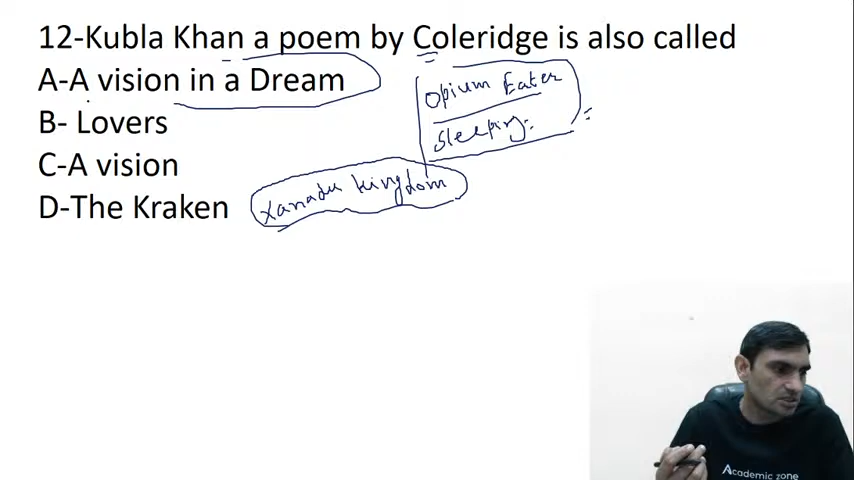 12-Kubla Khan a poem by Coleridge is also called
A-A vision in a Dream
Opium Eater
B- Lovers
Sleeping
C-A vision
D-The Kraken
Xanadu kingdom
Academic zone